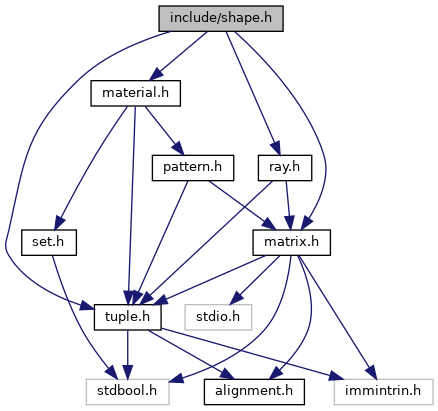 include/shape.h
material.h
pattern.h
ray.h
set.h
matrix.h
tuple.h
stdio.h
stdbool.h
alignment.h
immintrin.h